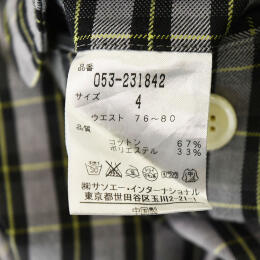 品番
053-231842
サイズ
4
ウエスト 76~80
品質
コットン 67%
ポリエステル 33%
㈱サンエー・インターナショナル
東京都世田谷区玉川2-21-1
中国製